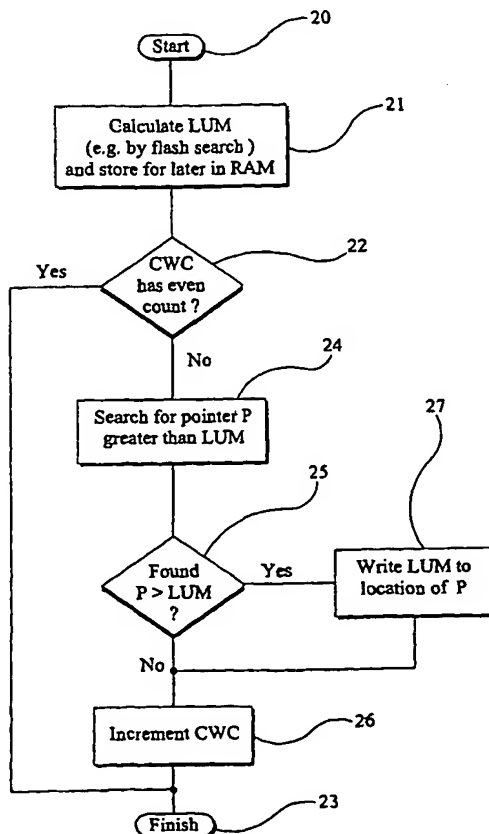 20
Start
21
Calculate LUM
(e.g. by flash search )
and store for later in RAM
22
Yes
CWC
has even
count ?
No
24
Search for pointer P
greater than LUM
27
25
Found
P > LUM
?
Yes
Write LUM to
location of P
No
26
Increment CWC
23
Finish